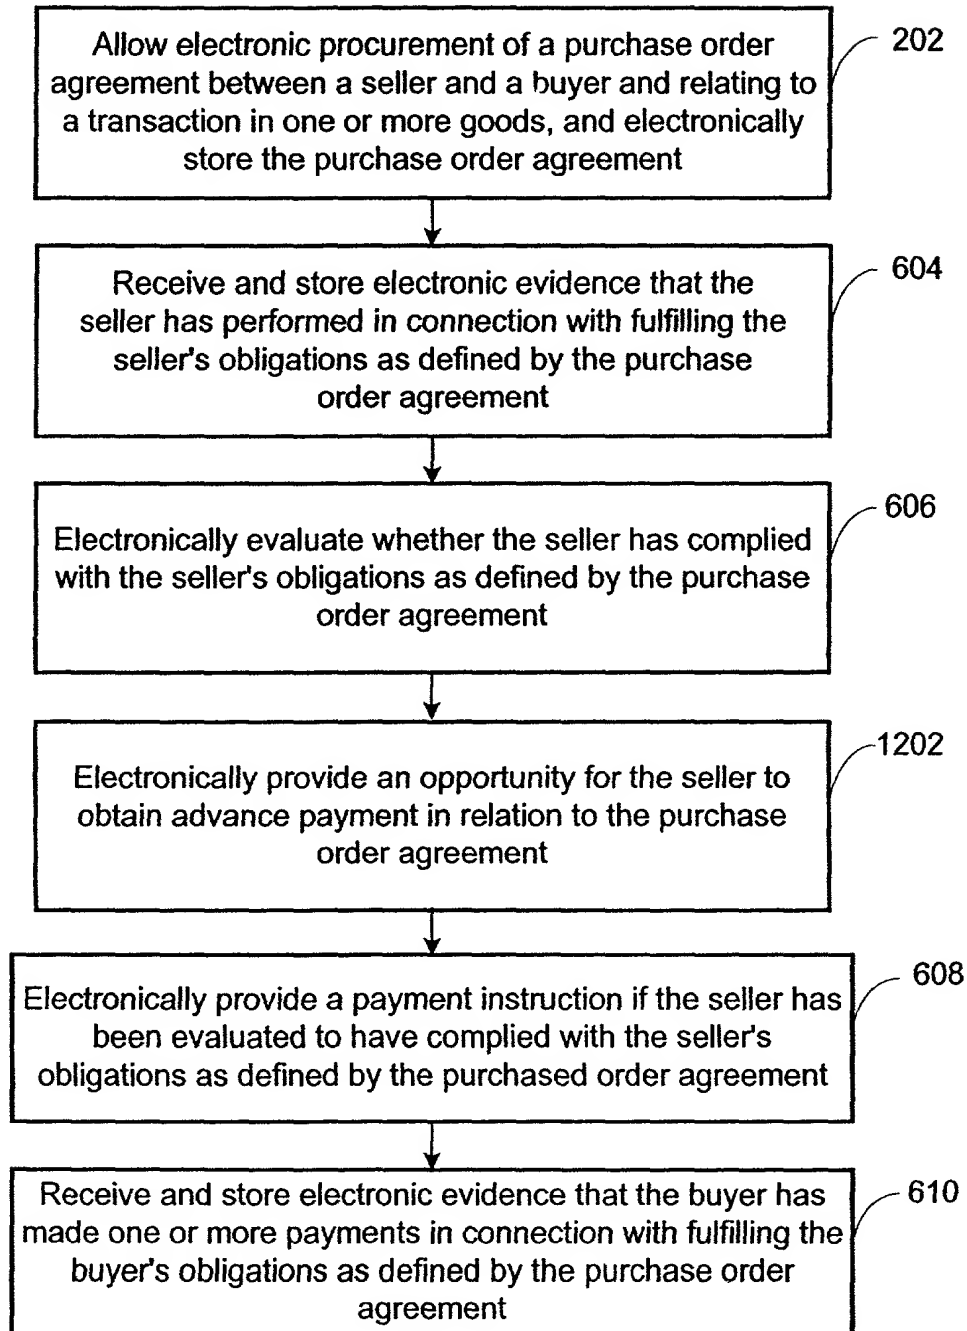 Allow electronic procurement of a purchase order
agreement between a seller and a buyer and relating to
a transaction in one or more goods, and electronically
store the purchase order agreement
202
Receive and store electronic evidence that the
seller has performed in connection with fulfilling the
seller's obligations as defined by the purchase
order agreement
604
Electronically evaluate whether the seller has complied
with the seller's obligations as defined by the purchase
order agreement
606
Electronically provide an opportunity for the seller to
obtain advance payment in relation to the purchase
order agreement
1202
Electronically provide a payment instruction if the seller has
been evaluated to have complied with the seller's
obligations as defined by the purchased order agreement
608
Receive and store electronic evidence that the buyer has
made one or more payments in connection with fulfilling the
buyer's obligations as defined by the purchase order
agreement
610